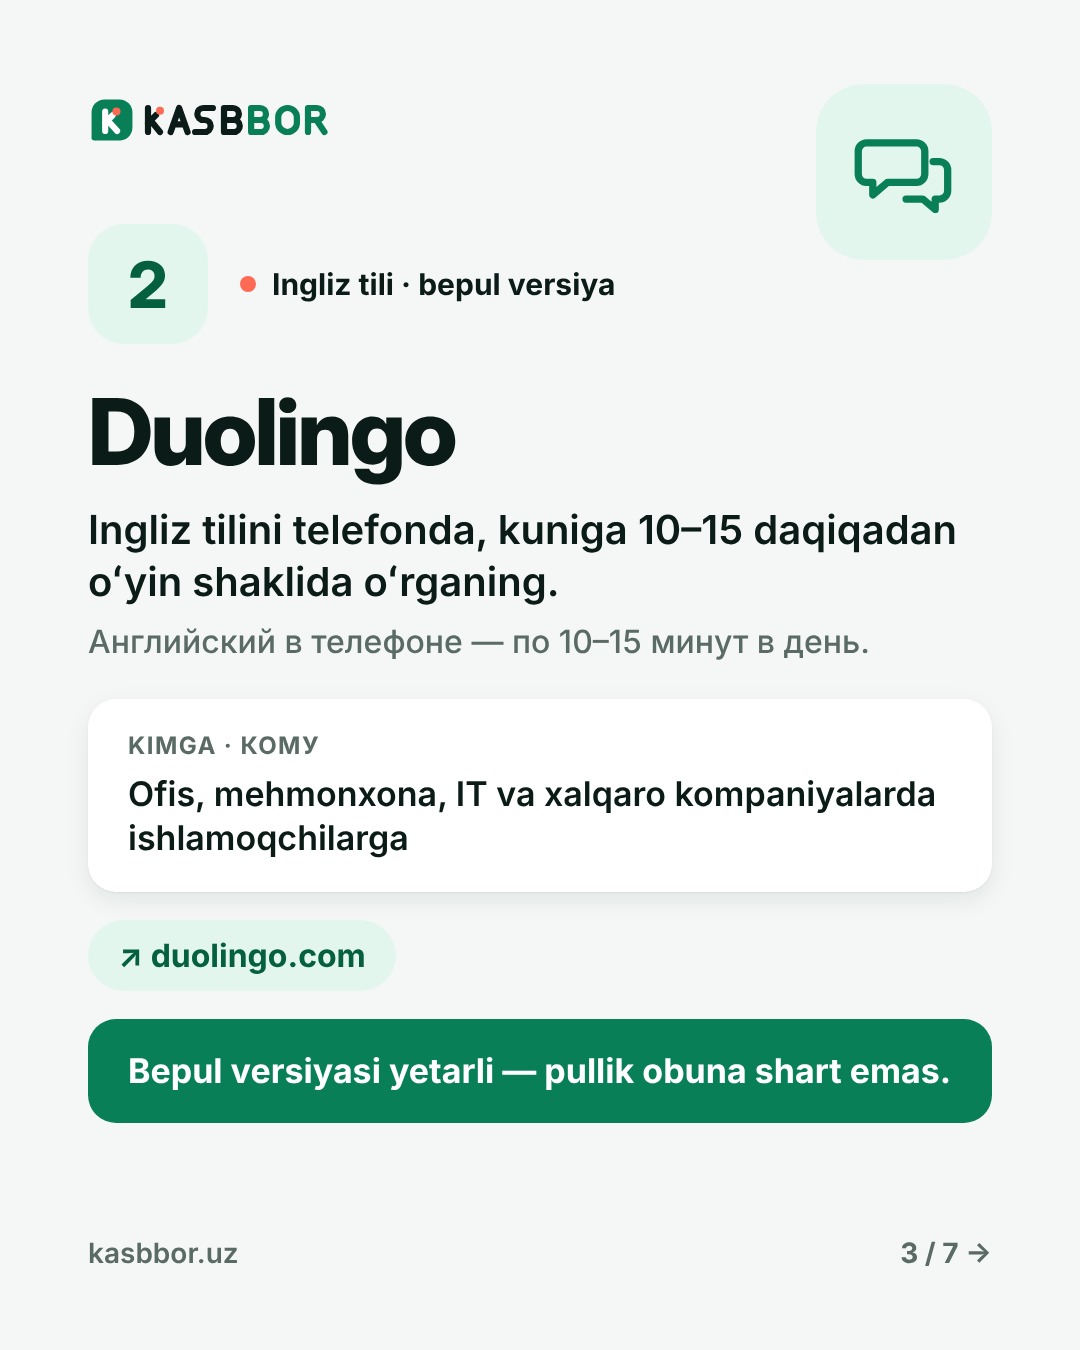 K KASBBOR
2
Ingliz tili · bepul versiya
Duolingo
Ingliz tilini telefonda, kuniga 10–15 daqiqadan
oʻyin shaklida oʻrganing.
Английский в телефоне — по 10–15 минут в день.
KIMGA · КОМУ
Ofis, mehmonxona, IT va xalqaro kompaniyalarda
ishlamoqchilarga
↗ duolingo.com
Bepul versiyasi yetarli — pullik obuna shart emas.
kasbbor.uz
3 / 7 →